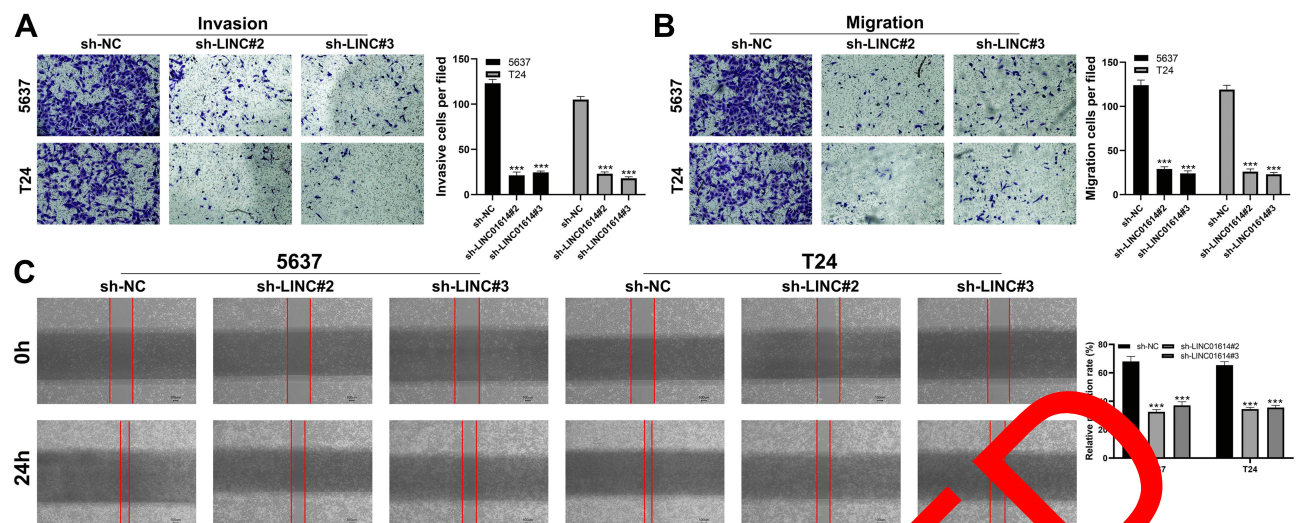 A
Invasion
sh-NC sh-LINC#2 sh-LINC#3
5637
T24
Invasive cells per filed
150
100
50
0
5637
T24
***
***
***
***
sh-NC
sh-LINC01614#2
sh-LINC01614#3
sh-NC
sh-LINC01614#2
sh-LINC01614#3
B
Migration
sh-NC sh-LINC#2 sh-LINC#3
5637
T24
Migration cells per filed
150
100
50
0
5637
T24
***
***
***
***
sh-NC
sh-LINC01614#2
sh-LINC01614#3
sh-NC
sh-LINC01614#2
sh-LINC01614#3
C
5637 T24
sh-NC sh-LINC#2 sh-LINC#3 sh-NC sh-LINC#2 sh-LINC#3
0h
24h
Relative rate (%)
80
60
40
20
0
sh-NC sh-LINC01614#2
sh-LINC01614#3
*** *** *** ***
T24